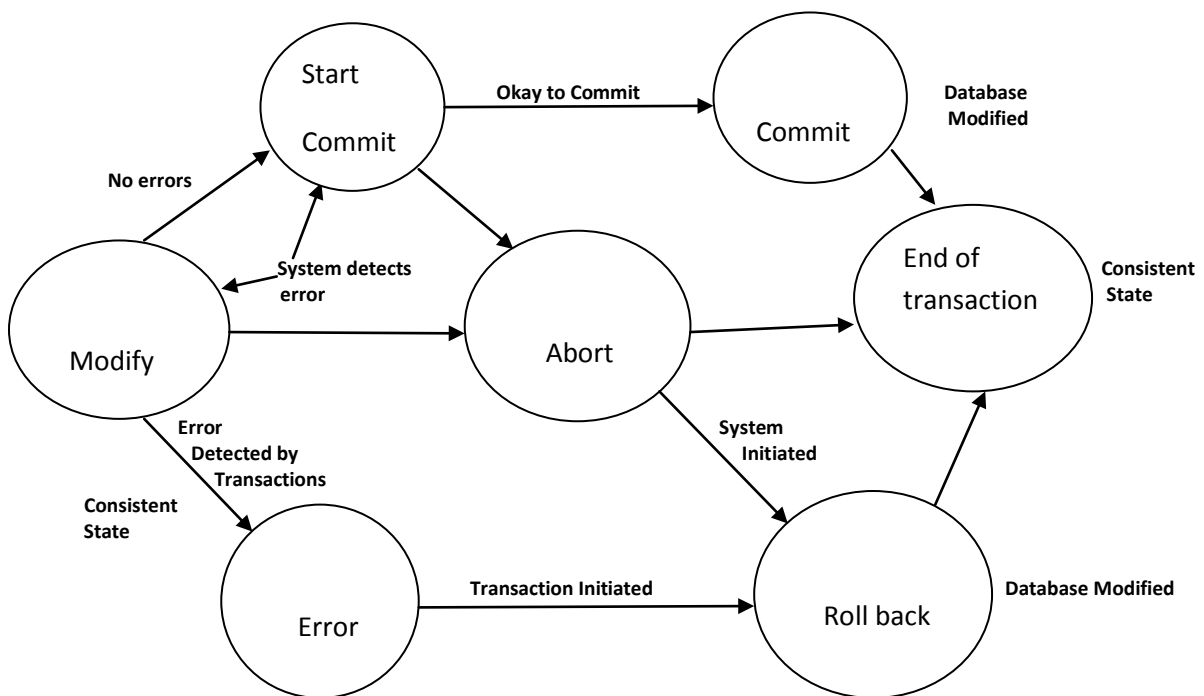 Start
Commit
Okay to Commit
Commit
Database
Modified
No errors
System detects
error
End of
transaction
Consistent
State
Modify
Abort
Error
Detected by
Transactions
System
Initiated
Consistent
State
Error
Transaction Initiated
Roll back
Database Modified